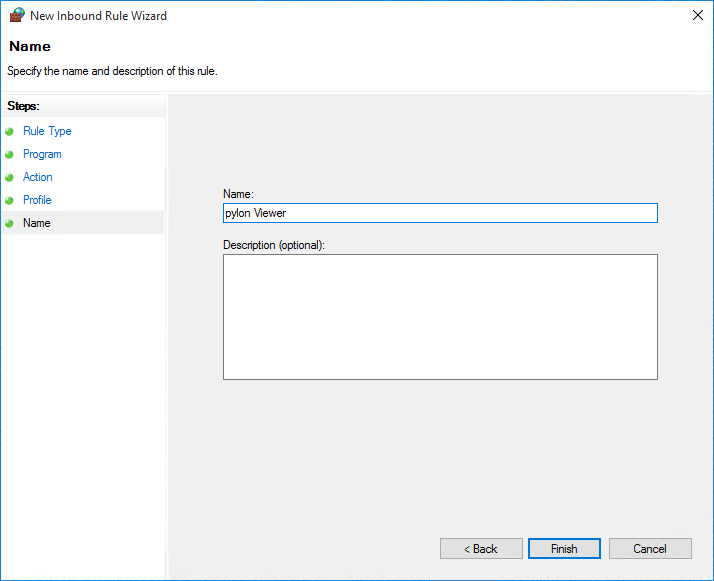 New Inbound Rule Wizard
Name
Specify the name and description of this rule.
Steps:
Rule Type
Program
Action
Profile
Name
Name:
pylon Viewer
Description (optional):
< Back
Finish
Cancel